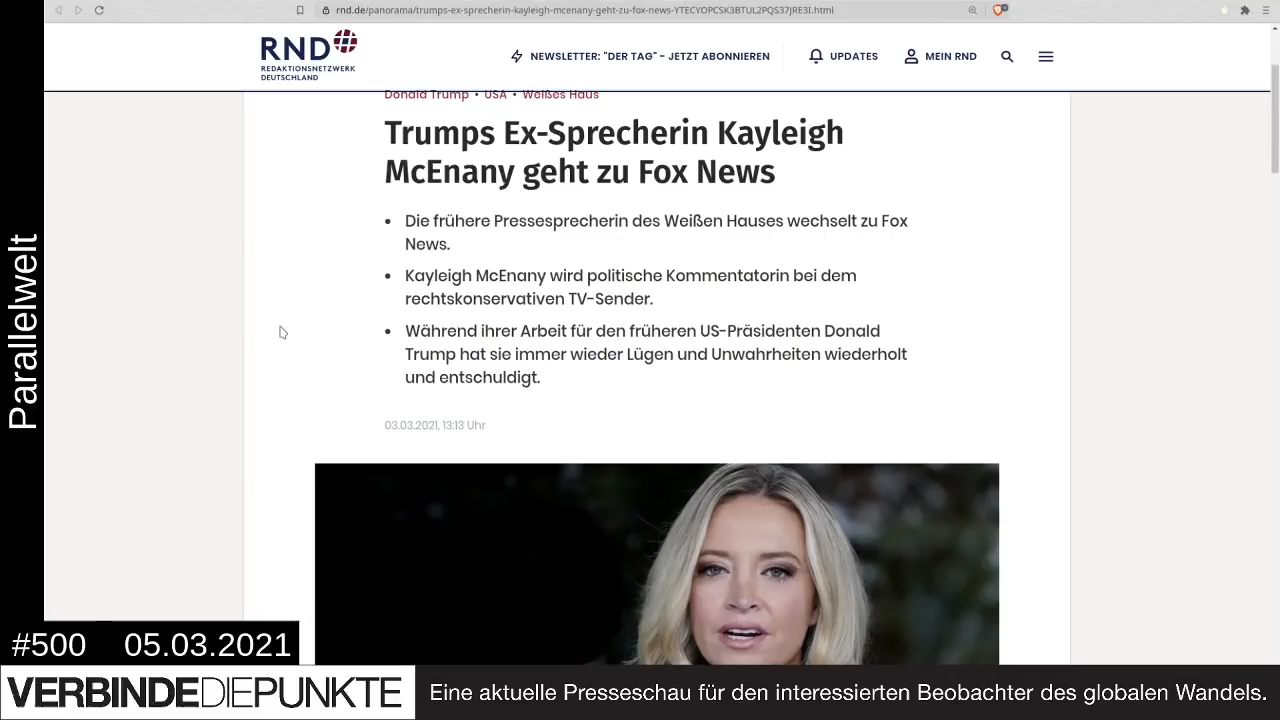 rnd.de/panorama/trumps-ex-sprecherin-kayleigh-mcenany-geht-zu-fox-news-YTECYOPCSK3BTUL2PQS37JRE3I.html
RND
REDAKTIONSNETZWERK
DEUTSCHLAND
NEWSLETTER: "DER TAG" - JETZT ABONNIEREN
UPDATES
MEIN RND
Donald Trump • USA • Weißes Haus
Trumps Ex-Sprecherin Kayleigh
McEnany geht zu Fox News
• Die frühere Pressesprecherin des Weißen Hauses wechselt zu Fox
News.
• Kayleigh McEnany wird politische Kommentatorin bei dem
rechtskonservativen TV-Sender.
• Während ihrer Arbeit für den früheren US-Präsidenten Donald
Trump hat sie immer wieder Lügen und Unwahrheiten wiederholt
und entschuldigt.
03.03.2021, 13:13 Uhr
Parallelwelt
#500 05.03.2021
VERBINDEDIEPUNKTE
Eine aktuelle Presseschau für den interessierten Beobachter des globalen Wandels.